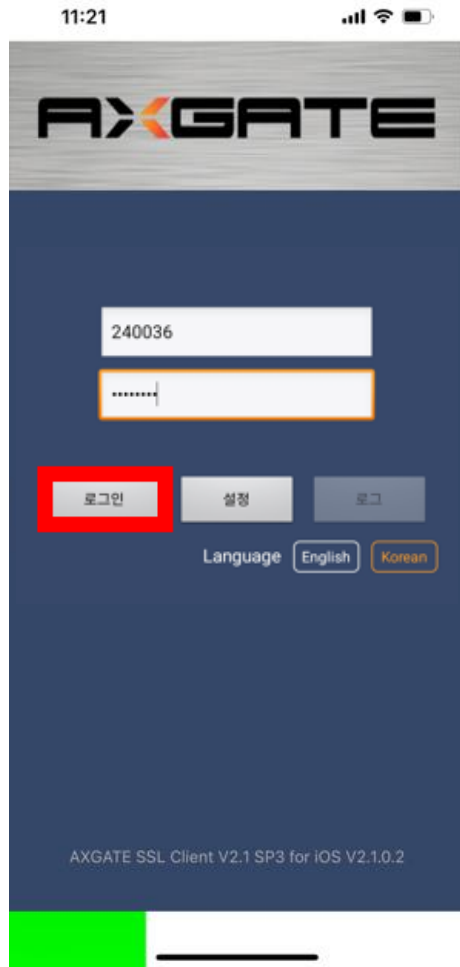 11:21
AXGATE
240036
••••••••
로그인 설정 로그
Language English Korean
AXGATE SSL Client V2.1 SP3 for iOS V2.1.0.2